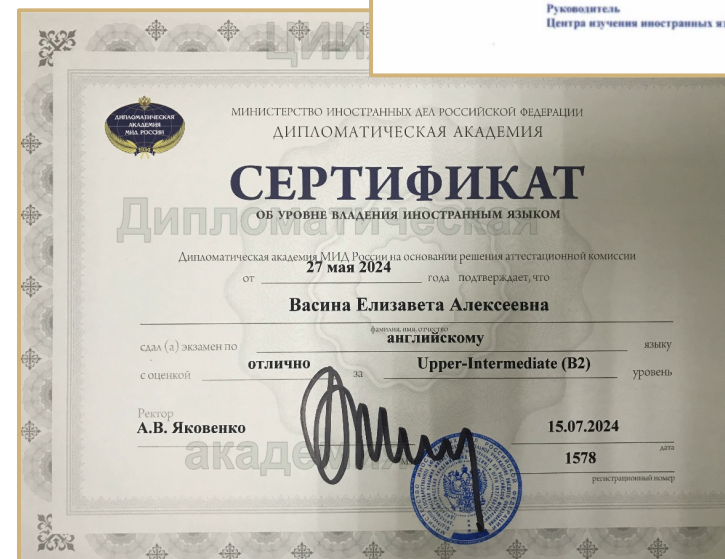 Руководитель
Центра изучения иностранных
ДИПЛОМАТИЧЕСКАЯ
АКАДЕМИЯ
МИД РОССИИ
1934
МИНИСТЕРСТВО ИНОСТРАННЫХ ДЕЛ РОССИЙСКОЙ ФЕДЕРАЦИИ
ДИПЛОМАТИЧЕСКАЯ АКАДЕМИЯ
СЕРТИФИКАТ
ОБ УРОВНЕ ВЛАДЕНИЯ ИНОСТРАННЫМ ЯЗЫКОМ
Дипломатическая
Дипломатическая академия МИД России на основании решения аттестационной комиссии
от 27 мая 2024 года подтверждает, что
Васина Елизавета Алексеевна
фамилия, имя, отчество
сдал (а) экзамен по английскому языку
с оценкой отлично за Upper-Intermediate (B2) уровень
Ректор
А.В. Яковенко 15.07.2024
дата
академия
1578
регистрационный номер